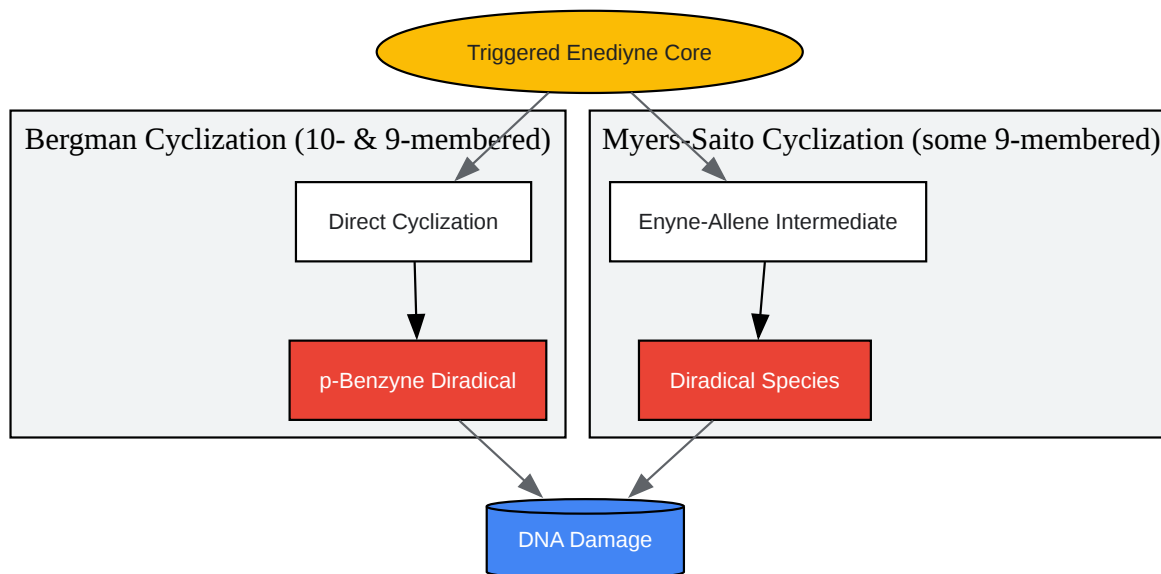 Triggered Enediyne Core
Bergman Cyclization (10- & 9-membered)
Myers-Saito Cyclization (some 9-membered)
Direct Cyclization
Enyne-Allene Intermediate
p-Benzyne Diradical
Diradical Species
DNA Damage